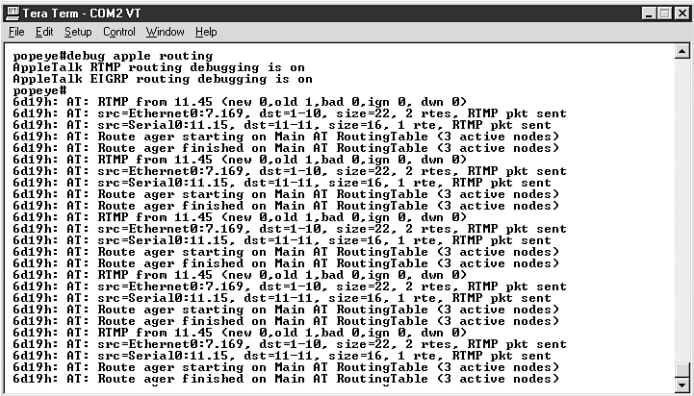 Tera Term - COM2 VT
File Edit Setup Control Window Help
popeye#debug apple routing
AppleTalk RTMP routing debugging is on
AppleTalk EIGRP routing debugging is on
popeye#
6d19h: AT: RTMP from 11.45 (new 0,old 1,bad 0,ign 0, dwn 0)
6d19h: AT: src=Ethernet0:7.169, dst=1-10, size=22, 2 rtes, RTMP pkt sent
6d19h: AT: src=Serial0:11.15, dst=11-11, size=16, 1 rte, RTMP pkt sent
6d19h: AT: Route ager starting on Main AT RoutingTable (3 active nodes)
6d19h: AT: Route ager finished on Main AT RoutingTable (3 active nodes)
6d19h: AT: RTMP from 11.45 (new 0,old 1,bad 0,ign 0, dwn 0)
6d19h: AT: src=Ethernet0:7.169, dst=1-10, size=22, 2 rtes, RTMP pkt sent
6d19h: AT: src=Serial0:11.15, dst=11-11, size=16, 1 rte, RTMP pkt sent
6d19h: AT: Route ager starting on Main AT RoutingTable (3 active nodes)
6d19h: AT: Route ager finished on Main AT RoutingTable (3 active nodes)
6d19h: AT: RTMP from 11.45 (new 0,old 1,bad 0,ign 0, dwn 0)
6d19h: AT: src=Ethernet0:7.169, dst=1-10, size=22, 2 rtes, RTMP pkt sent
6d19h: AT: src=Serial0:11.15, dst=11-11, size=16, 1 rte, RTMP pkt sent
6d19h: AT: Route ager starting on Main AT RoutingTable (3 active nodes)
6d19h: AT: Route ager finished on Main AT RoutingTable (3 active nodes)
6d19h: AT: RTMP from 11.45 (new 0,old 1,bad 0,ign 0, dwn 0)
6d19h: AT: src=Ethernet0:7.169, dst=1-10, size=22, 2 rtes, RTMP pkt sent
6d19h: AT: src=Serial0:11.15, dst=11-11, size=16, 1 rte, RTMP pkt sent
6d19h: AT: Route ager starting on Main AT RoutingTable (3 active nodes)
6d19h: AT: Route ager finished on Main AT RoutingTable (3 active nodes)
6d19h: AT: RTMP from 11.45 (new 0,old 1,bad 0,ign 0, dwn 0)
6d19h: AT: src=Ethernet0:7.169, dst=1-10, size=22, 2 rtes, RTMP pkt sent
6d19h: AT: src=Serial0:11.15, dst=11-11, size=16, 1 rte, RTMP pkt sent
6d19h: AT: Route ager starting on Main AT RoutingTable (3 active nodes)
6d19h: AT: Route ager finished on Main AT RoutingTable (3 active nodes)